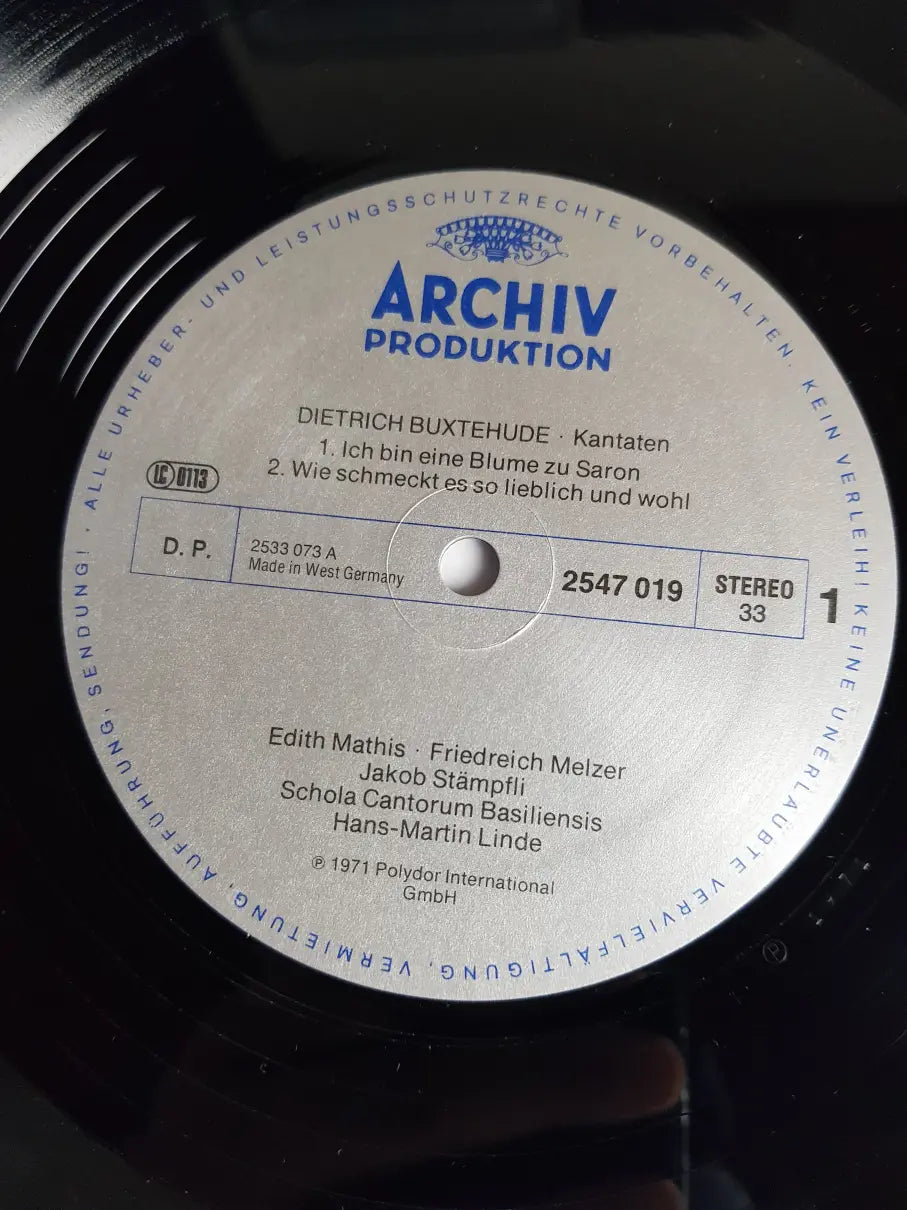 ALLE URHEBER- UND LEISTUNGSSCHUTZRECHTE VORBEHALTEN. KEIN VERLEIH! KEINE UNERLAUBTE VERVIELFÄLTIGUNG, VERMIETUNG, AUFFÜHRUNG, SENDUNG! ·
ARCHIV
PRODUKTION
DIETRICH BUXTEHUDE · Kantaten
1. Ich bin eine Blume zu Saron
2. Wie schmeckt es so lieblich und wohl
LC 0113
D. P.
2533 073 A
Made in West Germany
2547 019
STEREO
33
1
Edith Mathis · Friedreich Melzer
Jakob Stämpfli
Schola Cantorum Basiliensis
Hans-Martin Linde
℗ 1971 Polydor International
GmbH